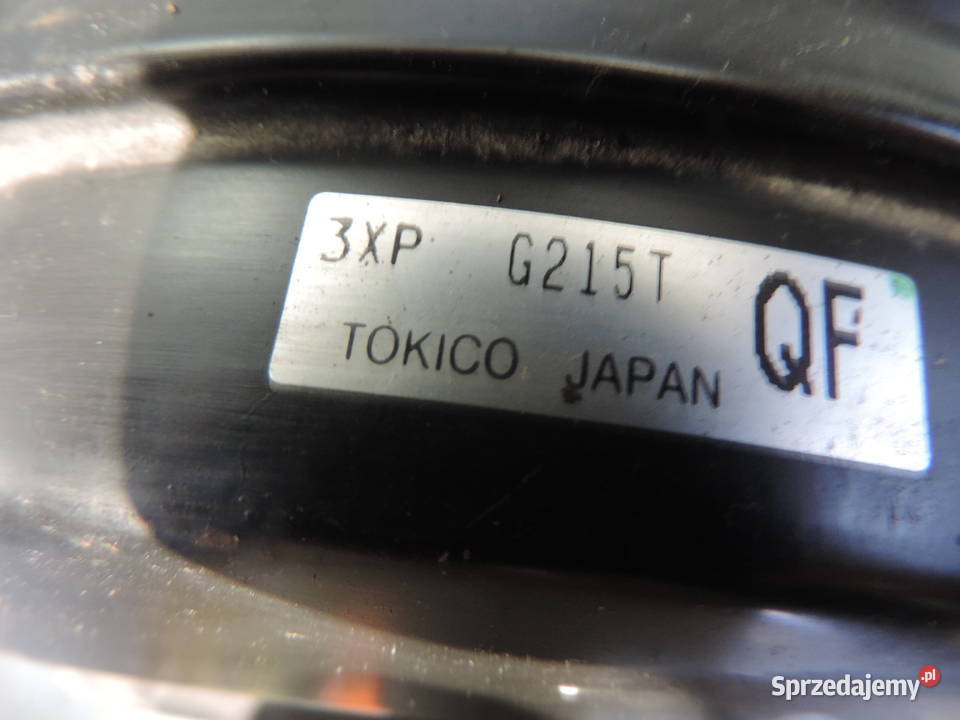 3XP G215T QF
TOKICO JAPAN
Sprzedajemy.pl